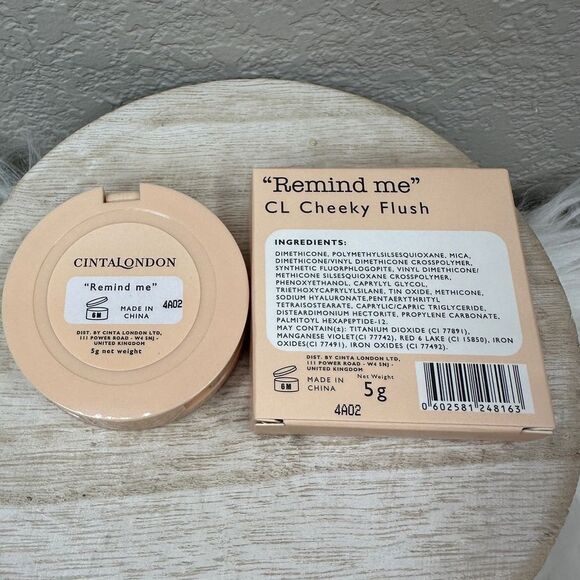 CINTALONDON
"Remind me"
4A02
6M
MADE IN
CHINA
DIST. BY CINTA LONDON LTD,
111 POWER ROAD - W4 5NJ -
UNITED KINGDOM
5g net weight
"Remind me"
CL Cheeky Flush
INGREDIENTS:
DIMETHICONE, POLYMETHYLSILSESQUIOXANE, MICA,
DIMETHICONE/VINYL DIMETHICONE CROSSPOLYMER,
SYNTHETIC FLUORPHLOGOPITE, VINYL DIMETHICONE/
METHICONE SILSESQUIOXANE CROSSPOLYMER,
PHENOXYETHANOL, CAPRYLYL GLYCOL,
TRIETHOXYCAPRYLYLSILANE, TIN OXIDE, METHICONE,
SODIUM HYALURONATE,PENTAERYTHRITYL
TETRAISOSTEARATE, CAPRYLIC/CAPRIC TRIGLYCERIDE,
DISTEARDIMONIUM HECTORITE, PROPYLENE CARBONATE,
PALMITOYL HEXAPEPTIDE-12.
MAY CONTAIN(±): TITANIUM DIOXIDE (CI 77891),
MANGANESE VIOLET(CI 77742), RED 6 LAKE (CI 15850), IRON
OXIDES(CI 77491), IRON OXIDES (CI 77492).
DIST. BY CINTA LONDON LTD,
111 POWER ROAD - W4 5NJ -
UNITED KINGDOM
6M
MADE IN
CHINA
Net Weight
5g
4A02
0 602581 248163